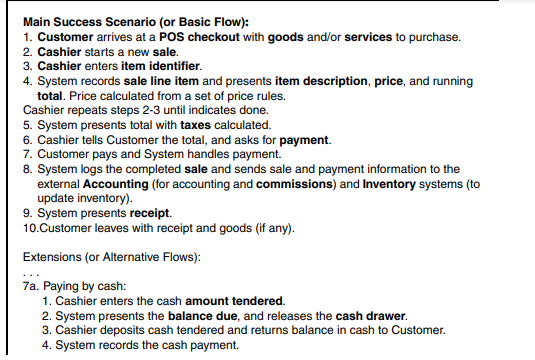 Main Success Scenario (or Basic Flow):
1. Customer arrives at a POS checkout with goods and/or services to purchase.
2. Cashier starts a new sale.
3. Cashier enters item identifier.
4. System records sale line item and presents item description, price, and running
total. Price calculated from a set of price rules.
Cashier repeats steps 2-3 until indicates done.
5. System presents total with taxes calculated.
6. Cashier tells Customer the total, and asks for payment.
7. Customer pays and System handles payment.
8. System logs the completed sale and sends sale and payment information to the
external Accounting (for accounting and commissions) and Inventory systems (to
update inventory).
9. System presents receipt.
10.Customer leaves with receipt and goods (if any).
Extensions (or Alternative Flows):
. . .
7a. Paying by cash:
1. Cashier enters the cash amount tendered.
2. System presents the balance due, and releases the cash drawer.
3. Cashier deposits cash tendered and returns balance in cash to Customer.
4. System records the cash payment.